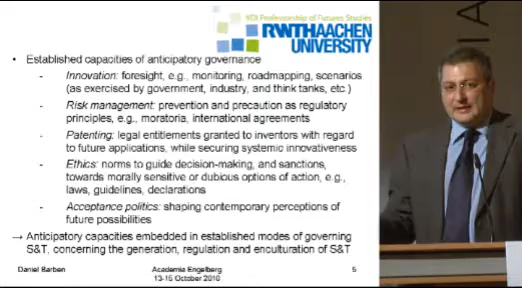 VDI Professorship of Futures Studies
RWTHAACHEN
UNIVERSITY
• Established capacities of anticipatory governance
- Innovation: foresight, e.g., monitoring, roadmapping, scenarios
(as exercised by government, industry, and think tanks, etc.)
- Risk management: prevention and precaution as regulatory
principles, e.g., moratoria, international agreements
- Patenting: legal entitlements granted to inventors with regard
to future applications, while securing systemic innovativeness
- Ethics: norms to guide decision-making, and sanctions,
towards morally sensitive or dubious options of action, e.g.,
laws, guidelines, declarations
- Acceptance politics: shaping contemporary perceptions of
future possibilities
→ Anticipatory capacities embedded in established modes of governing
S&T, concerning the generation, regulation and enculturation of S&T
Daniel Barben
Academia Engelberg
13-15 October 2010
5